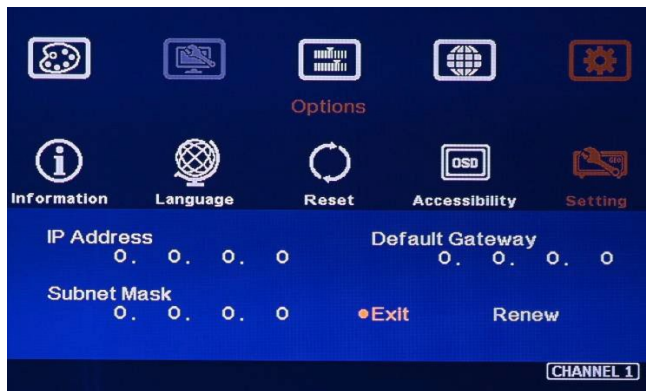 Options
OSD
Information Language Reset Accessibility Setting
IP Address Default Gateway
0. 0. 0. 0 0. 0. 0. 0
Subnet Mask
0. 0. 0. 0 •Exit Renew
CHANNEL 1